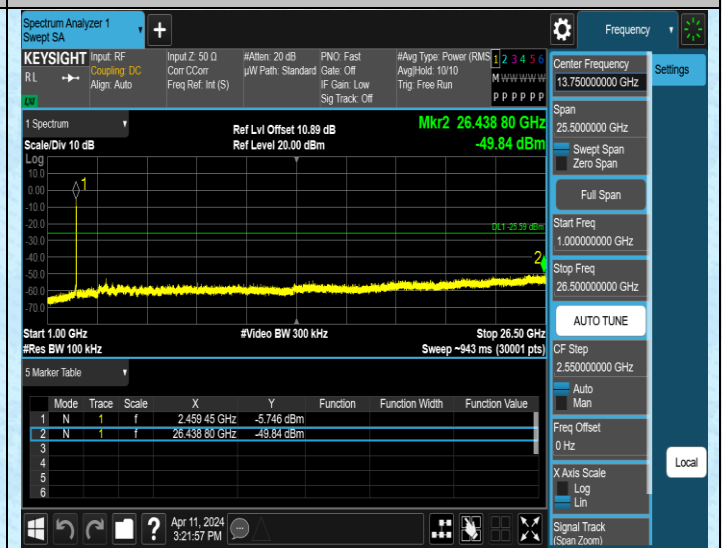 Spectrum Analyzer 1
Swept SA
+
Frequency
KEYSIGHT
Input: RF
Input Z: 50 Ω
#Atten: 20 dB
PNO: Fast
#Avg Type: Power (RMS
1 2 3 4 5 6
RL
Coupling: DC
Corr CCorr
µW Path: Standard
Gate: Off
Avg|Hold: 10/10
M W W W W W
Align: Auto
Freq Ref: Int (S)
IF Gain: Low
Trig: Free Run
Sig Track: Off
P P P P P P
LXI
1 Spectrum
Ref Lvl Offset 10.89 dB
Mkr2 26.438 80 GHz
Scale/Div 10 dB
Ref Level 20.00 dBm
-49.84 dBm
Log
10.0
0.00
1
-10.0
-20.0
DL1 -25.59 dBm
-30.0
-40.0
2
-50.0
-60.0
-70.0
Start 1.00 GHz
#Video BW 300 kHz
Stop 26.50 GHz
#Res BW 100 kHz
Sweep ~943 ms (30001 pts)
5 Marker Table
Mode Trace Scale X Y Function Function Width Function Value
1 N 1 f 2.459 45 GHz -5.746 dBm
2 N 1 f 26.438 80 GHz -49.84 dBm
3
4
5
6
?
Apr 11, 2024
3:21:57 PM
Center Frequency
13.750000000 GHz
Settings
Span
25.5000000 GHz
Swept Span
Zero Span
Full Span
Start Freq
1.000000000 GHz
Stop Freq
26.500000000 GHz
AUTO TUNE
CF Step
2.550000000 GHz
Auto
Man
Freq Offset
0 Hz
Local
X Axis Scale
Log
Lin
Signal Track
(Span Zoom)